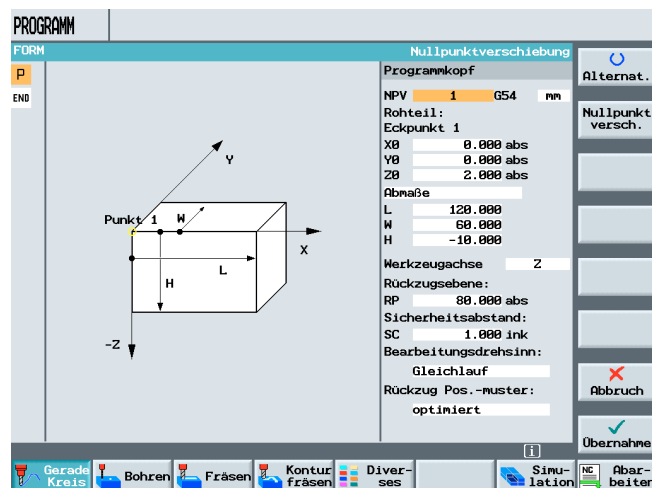 PROGRAMM
FORM
Nullpunktverschiebung
P
END
Punkt 1
W
Y
X
L
H
-Z
Programmkopf
NPV 1 G54 mm
Rohteil:
Eckpunkt 1
X0 0.000 abs
Y0 0.000 abs
Z0 2.000 abs
Abmaße
L 120.000
W 60.000
H -10.000
Werkzeugachse Z
Rückzugsebene:
RP 80.000 abs
Sicherheitsabstand:
SC 1.000 ink
Bearbeitungsdrehsinn:
Gleichlauf
Rückzug Pos.-muster:
optimiert
Alternat.
Nullpunkt
versch.
Abbruch
Übernahme
i
Gerade
Kreis
Bohren
Fräsen
Kontur
fräsen
Diver-
ses
Simu-
lation
NC
Abar-
beiten